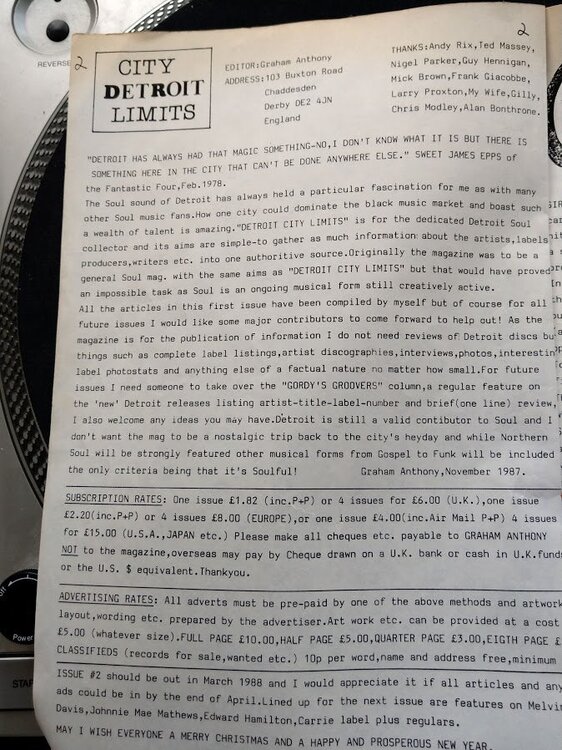 2
2
CITY
DETROIT
LIMITS
EDITOR:Graham Anthony
ADDRESS:103 Buxton Road
Chaddesden
Derby DE2 4JN
England
THANKS:Andy Rix,Ted Massey,
Nigel Parker,Guy Hennigan,
Mick Brown,Frank Giacobbe,
Larry Proxton,My Wife,Gilly,
Chris Modley,Alan Bonthrone.
"DETROIT HAS ALWAYS HAD THAT MAGIC SOMETHING-NO,I DON'T KNOW WHAT IT IS BUT THERE IS
SOMETHING HERE IN THE CITY THAT CAN'T BE DONE ANYWHERE ELSE." SWEET JAMES EPPS of
the Fantastic Four,Feb.1978.
The Soul sound of Detroit has always held a particular fascination for me as with many
other Soul music fans.How one city could dominate the black music market and boast such
a wealth of talent is amazing."DETROIT CITY LIMITS" is for the dedicated Detroit Soul
collector and its aims are simple-to gather as much information about the artists,labels
producers,writers etc. into one authoritive source.Originally the magazine was to be a
general Soul mag. with the same aims as "DETROIT CITY LIMITS" but that would have proved
an impossible task as Soul is an ongoing musical form still creatively active.
All the articles in this first issue have been compiled by myself but of course for all
future issues I would like some major contributors to come forward to help out! As the
magazine is for the publication of information I do not need reviews of Detroit discs bu
things such as complete label listings,artist discographies,interviews,photos,interestin
label photostats and anything else of a factual nature no matter how small.For future
issues I need someone to take over the "GORDY'S GROOVERS" column,a regular feature on
the 'new' Detroit releases listing artist-title-label-number and brief(one line) review,
I also welcome any ideas you may have.Detroit is still a valid contibutor to Soul and I
don't want the mag to be a nostalgic trip back to the city's heyday and while Northern
Soul will be strongly featured other musical forms from Gospel to Funk will be included
the only criteria being that it's Soulful! Graham Anthony,November 1987.
SUBSCRIPTION RATES: One issue £1.82 (inc.P+P) or 4 issues for £6.00 (U.K.),one issue
£2.20(inc.P+P) or 4 issues £8.00 (EUROPE),or one issue £4.00(inc.Air Mail P+P) 4 issues
for £15.00 (U.S.A.,JAPAN etc.) Please make all cheques etc. payable to GRAHAM ANTHONY
NOT to the magazine,overseas may pay by Cheque drawn on a U.K. bank or cash in U.K.fund
or the U.S. $ equivalent.Thankyou.
ADVERTISING RATES: All adverts must be pre-paid by one of the above methods and artwork
layout,wording etc. prepared by the advertiser.Art work etc. can be provided at a cost
£5.00 (whatever size).FULL PAGE £10.00,HALF PAGE £5.00,QUARTER PAGE £3.00,EIGTH PAGE £
CLASSIFIEDS (records for sale,wanted etc.) 10p per word,name and address free,minimum
ISSUE #2 should be out in March 1988 and I would appreciate it if all articles and any
ads could be in by the end of April.Lined up for the next issue are features on Melvin
Davis,Johnnie Mae Mathews,Edward Hamilton,Carrie label plus regulars.
MAY I WISH EVERYONE A MERRY CHRISTMAS AND A HAPPY AND PROSPEROUS NEW YEAR.
REVERSE
Power
STAR